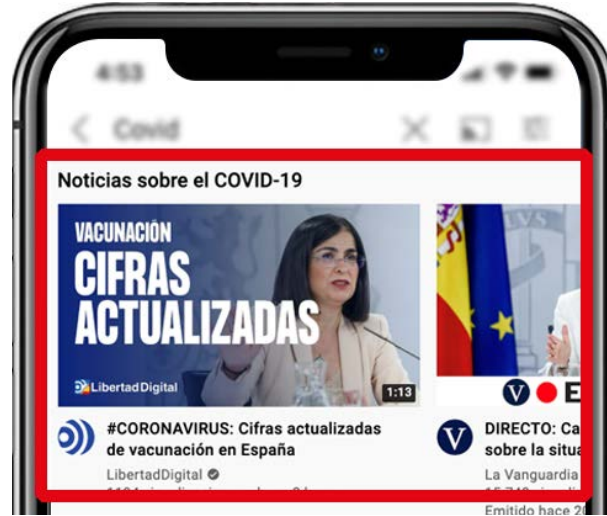 4:53
Covid
Noticias sobre el COVID-19
VACUNACIÓN
CIFRAS
ACTUALIZADAS
LibertadDigital
1:13
#CORONAVIRUS: Cifras actualizadas
de vacunación en España
LibertadDigital
V
DIRECTO: Ca
sobre la situa
La Vanguardia
Emitido hace 20